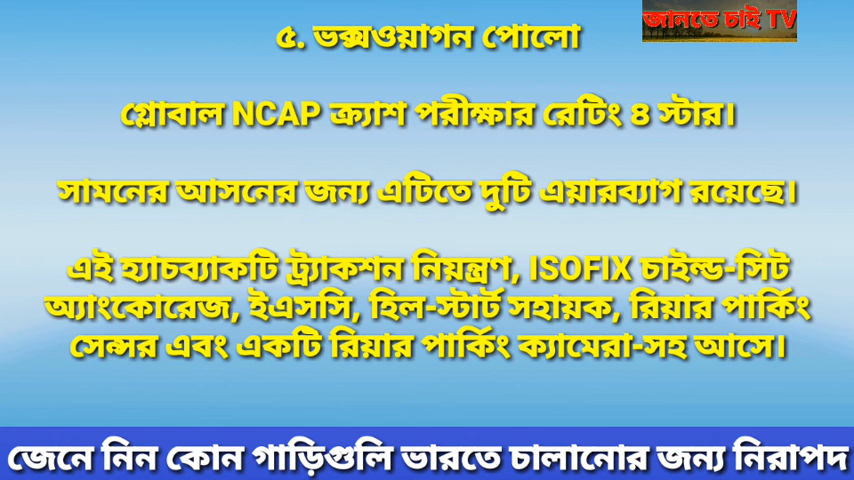 জানতে চাই TV
৫. ভক্সওয়াগন পোলো
গ্লোবাল NCAP ক্র্যাশ পরীক্ষার রেটিং ৪ স্টার।
সামনের আসনের জন্য এটিতে দুটি এয়ারব্যাগ রয়েছে।
এই হ্যাচব্যাকটি ট্র্যাকশন নিয়ন্ত্রণ, ISOFIX চাইল্ড-সিট
অ্যাংকোরেজ, ইএসসি, হিল-স্টার্ট সহায়ক, রিয়ার পার্কিং
সেন্সর এবং একটি রিয়ার পার্কিং ক্যামেরা-সহ আসে।
জেনে নিন কোন গাড়িগুলি ভারতে চালানোর জন্য নিরাপদ